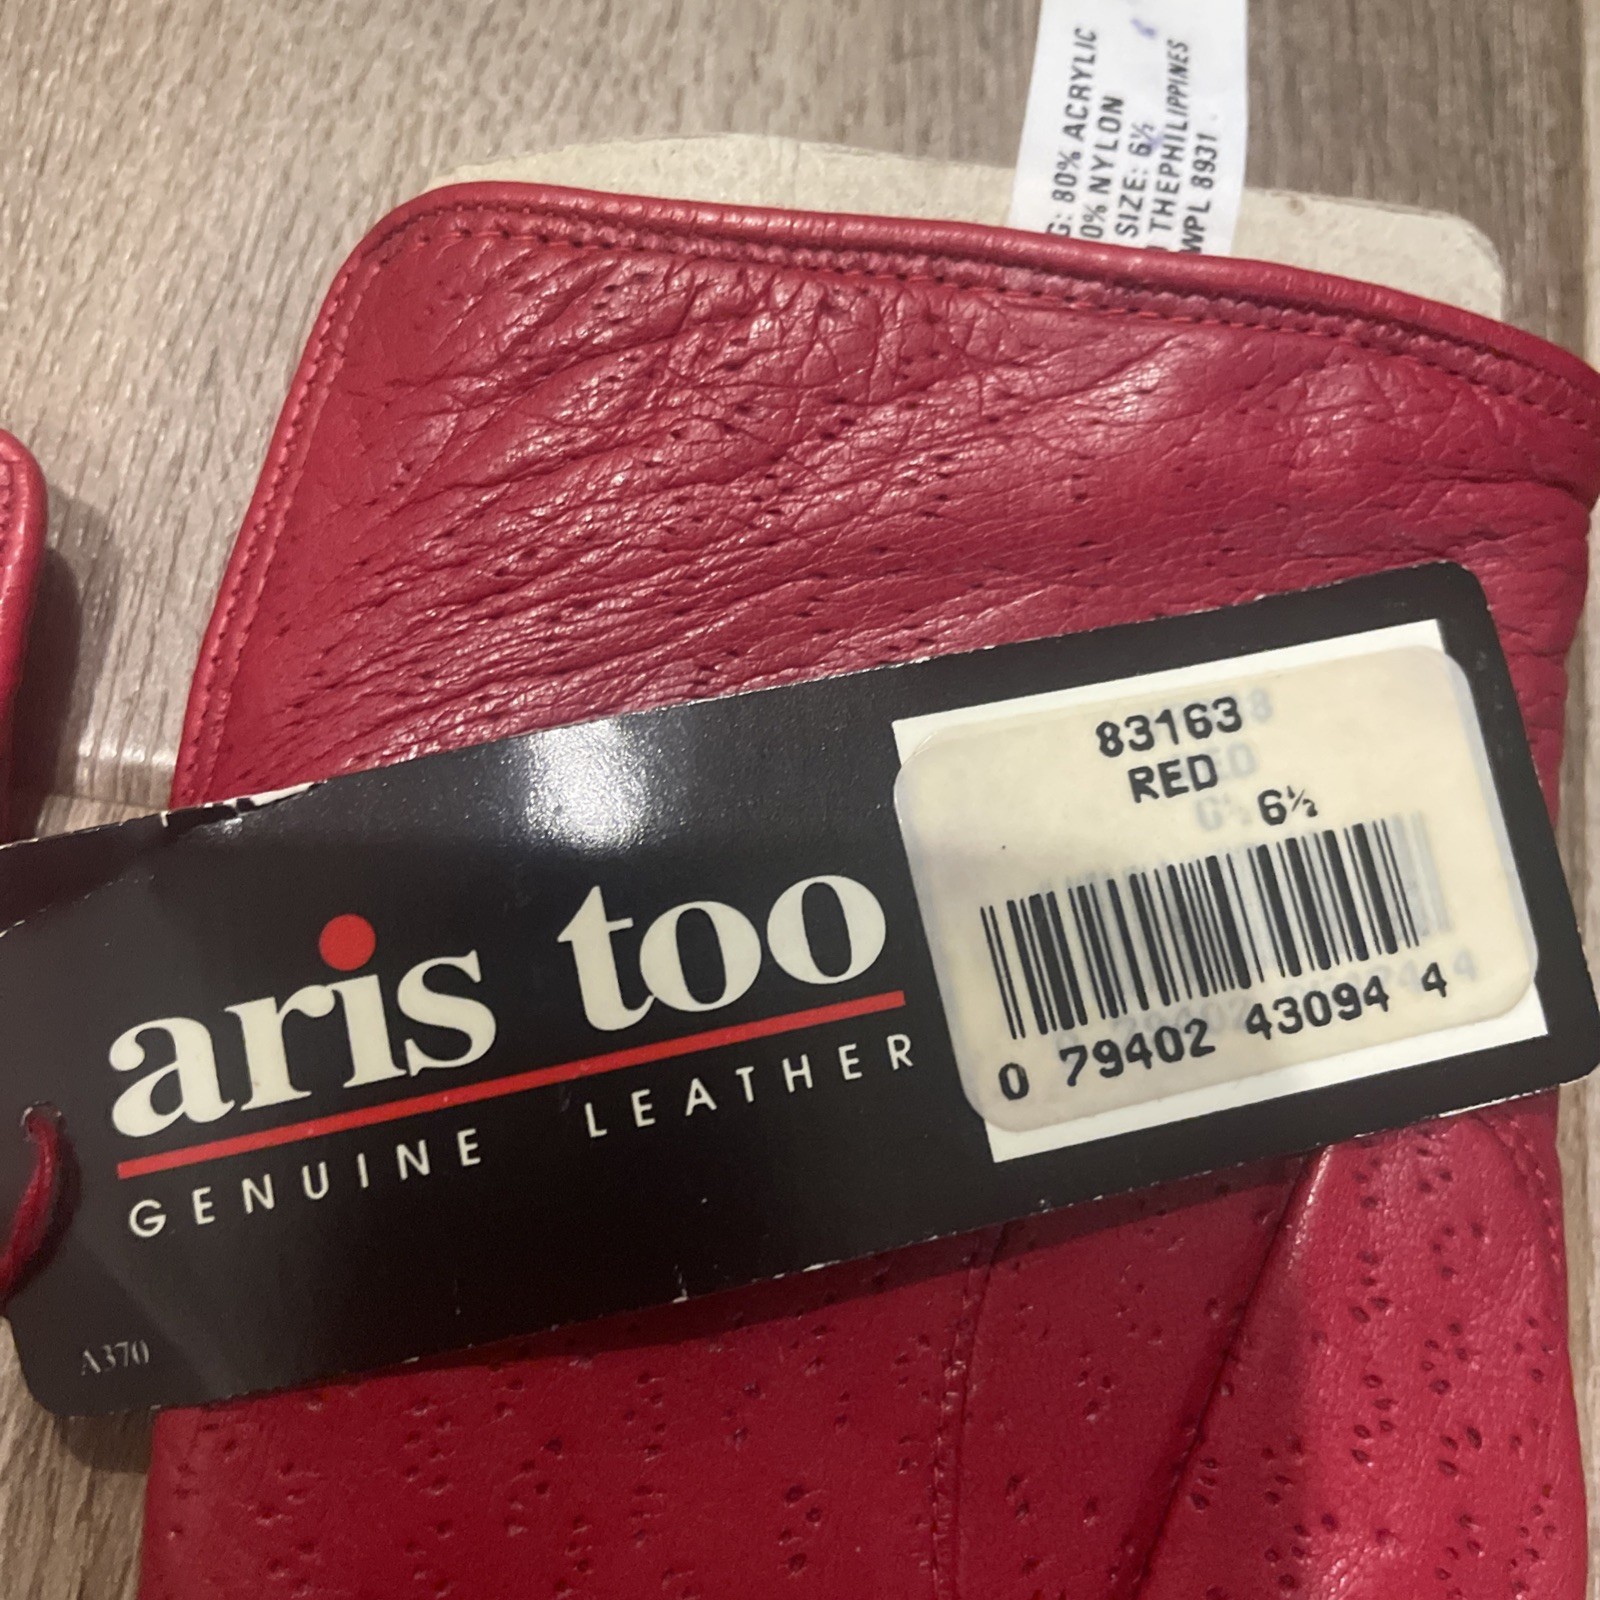 G: 80% ACRYLIC
0% NYLON
SIZE: 6½
THEPHILIPPINES
WPL 8931
83163
RED
6½
0 79402 43094 4
aris too
GENUINE LEATHER
A370